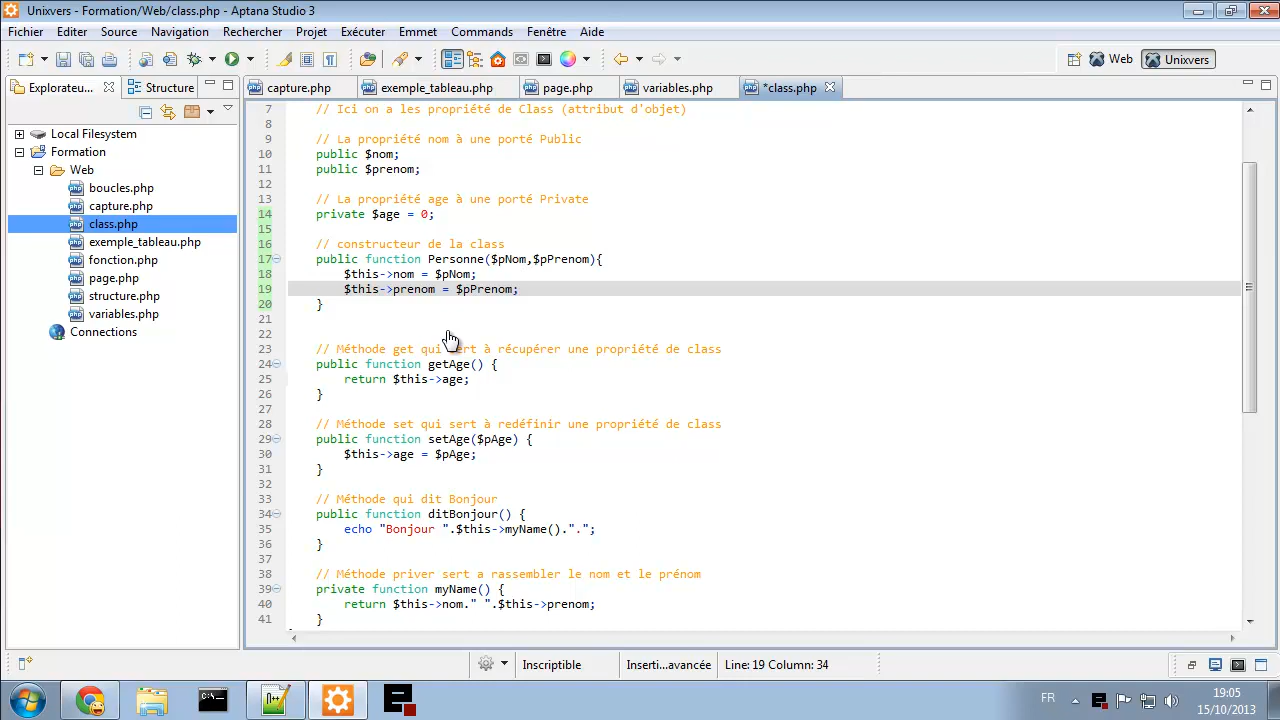 Unixvers - Formation/Web/class.php - Aptana Studio 3
Fichier Editer Source Navigation Rechercher Projet Exécuter Emmet Commands Fenêtre Aide
Web Unixvers
Explorateu... Structure
capture.php exemple_tableau.php page.php variables.php *class.php
Local Filesystem
Formation
Web
boucles.php
capture.php
class.php
exemple_tableau.php
fonction.php
page.php
structure.php
variables.php
Connections
7 // Ici on a les propriété de Class (attribut d'objet)
8
9 // La propriété nom à une porté Public
10 public $nom;
11 public $prenom;
12
13 // La propriété age à une porté Private
14 private $age = 0;
15
16 // constructeur de la class
17 public function Personne($pNom,$pPrenom){
18 $this->nom = $pNom;
19 $this->prenom = $pPrenom;
20 }
21
22
23 // Méthode get qui sert à récupérer une propriété de class
24 public function getAge() {
25 return $this->age;
26 }
27
28 // Méthode set qui sert à redéfinir une propriété de class
29 public function setAge($pAge) {
30 $this->age = $pAge;
31 }
32
33 // Méthode qui dit Bonjour
34 public function ditBonjour() {
35 echo "Bonjour ".$this->myName().".";
36 }
37
38 // Méthode priver sert a rassembler le nom et le prénom
39 private function myName() {
40 return $this->nom." ".$this->prenom;
41 }
Inscriptible Inserti...avancée Line: 19 Column: 34
FR 19:05
15/10/2013